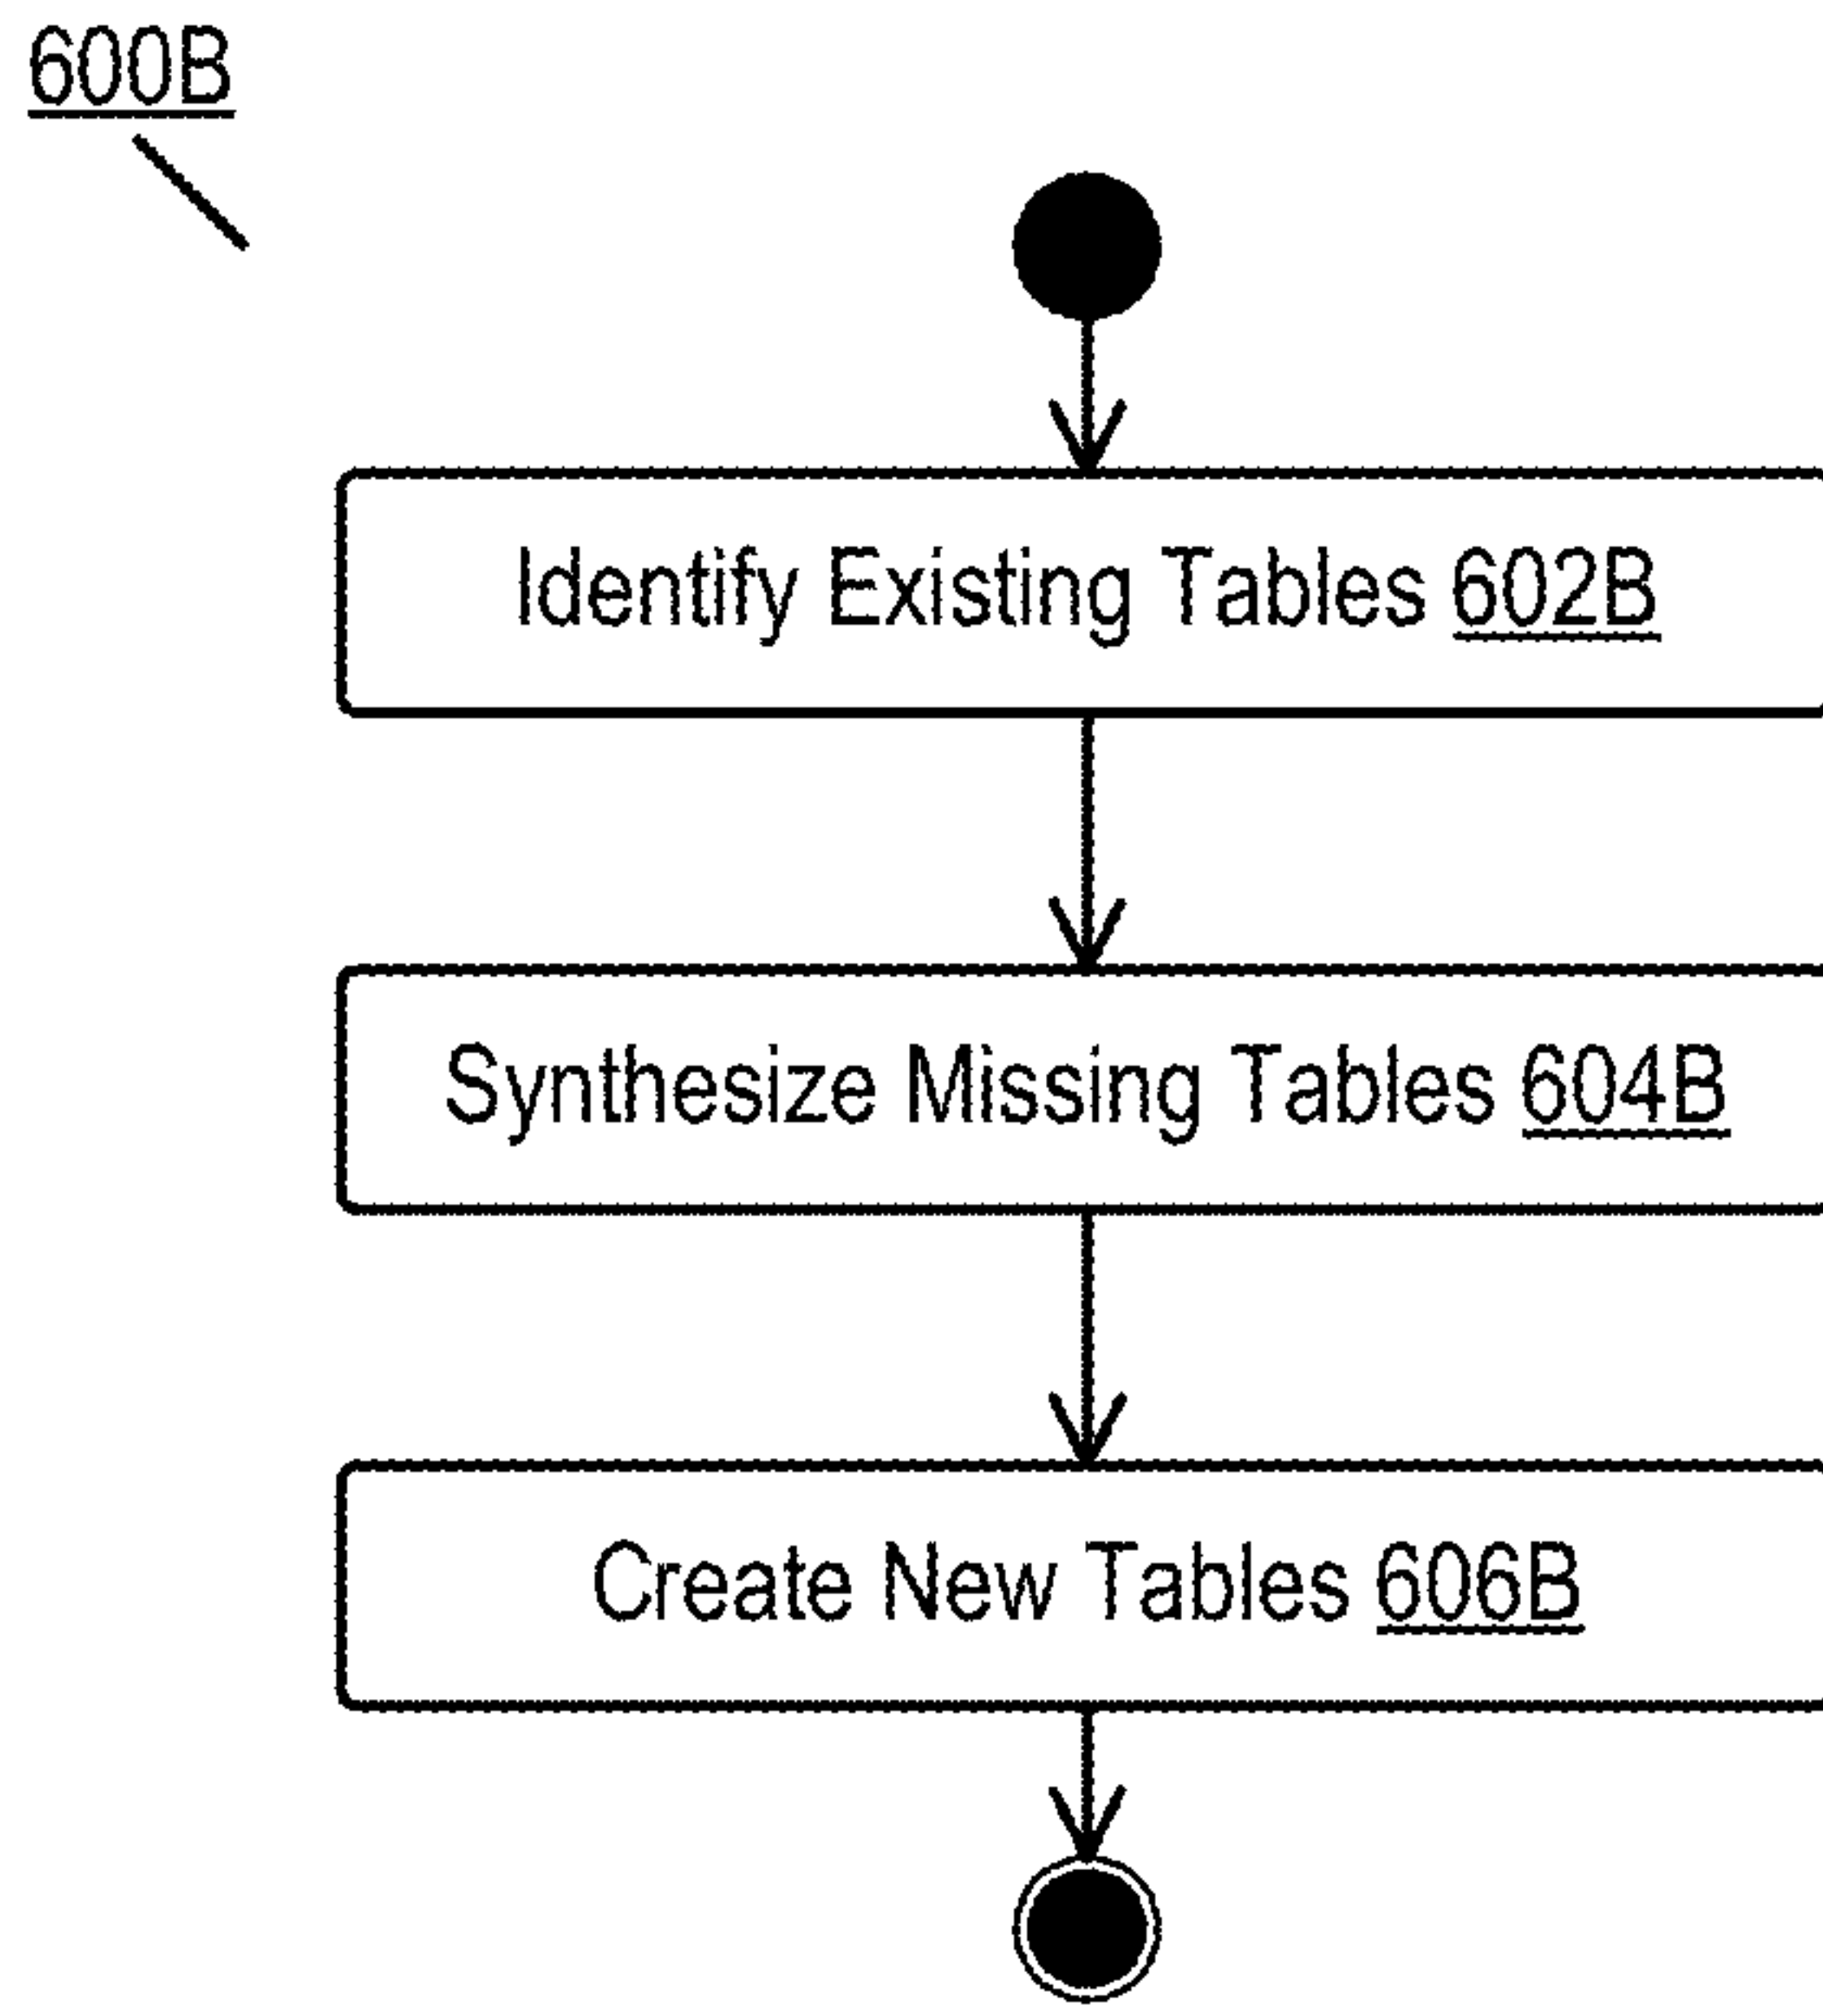 600B
Identify Existing Tables 602B
Synthesize Missing Tables 604B
Create New Tables 606B